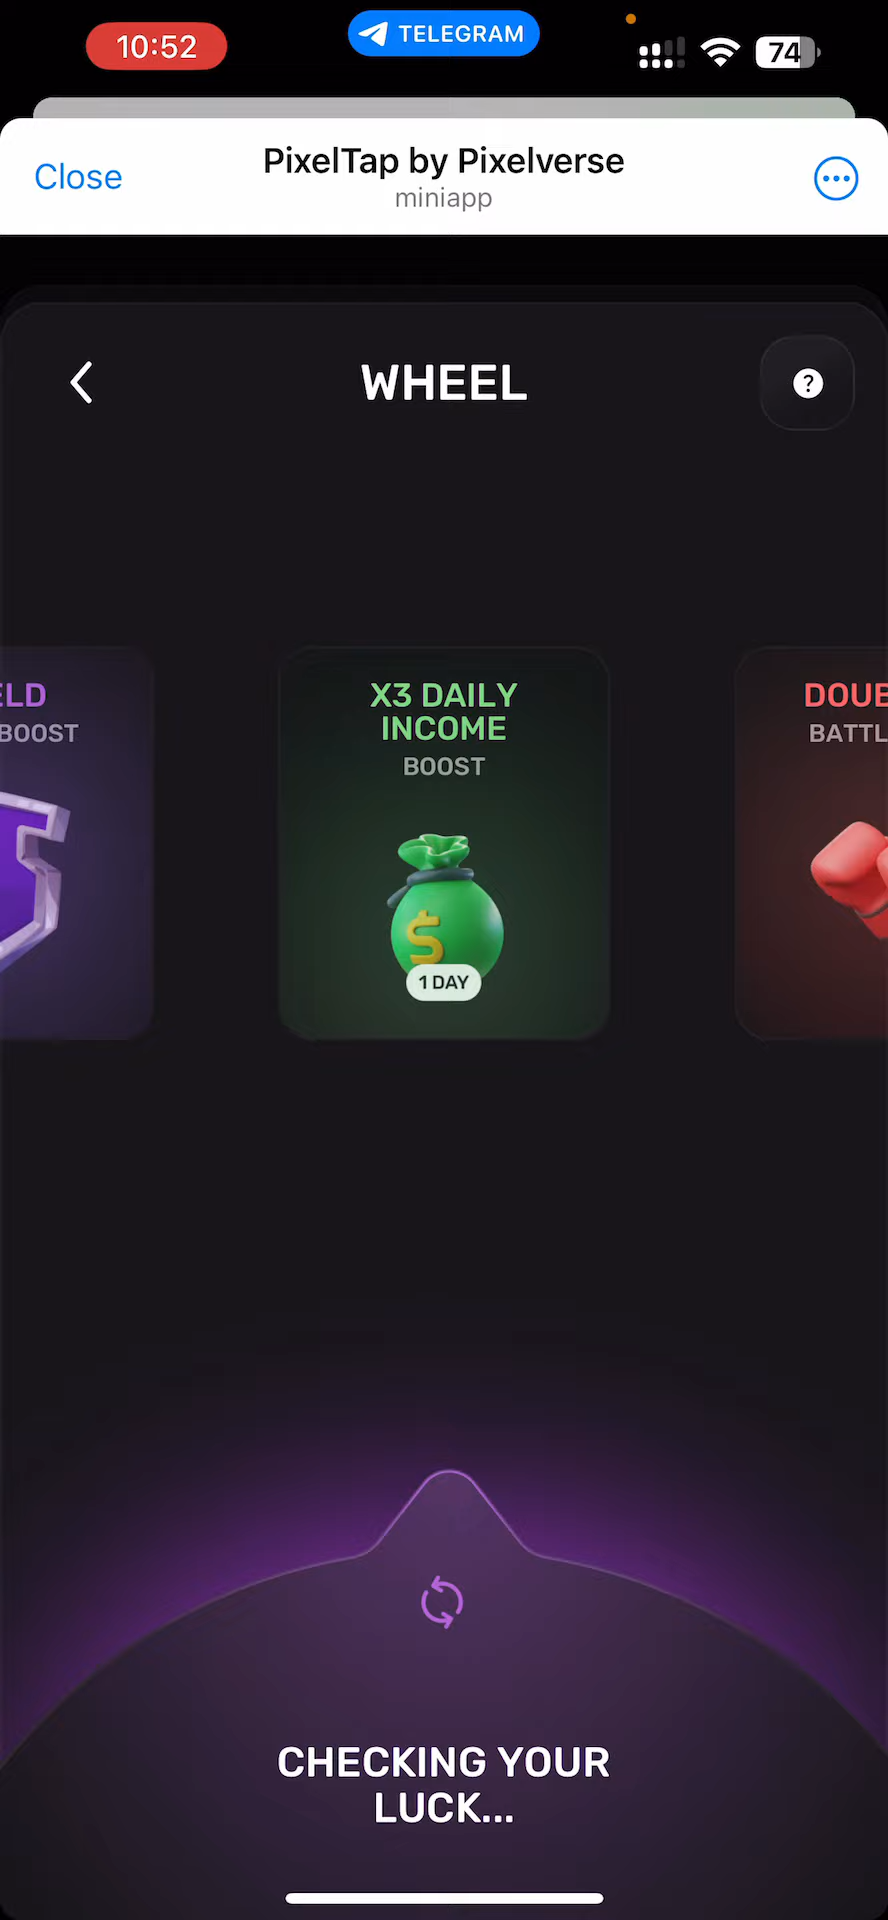 10:52
TELEGRAM
74
Close
PixelTap by Pixelverse
miniapp
WHEEL
?
ELD
BOOST
X3 DAILY
INCOME
BOOST
$
1 DAY
DOUB
BATTL
CHECKING YOUR
LUCK...